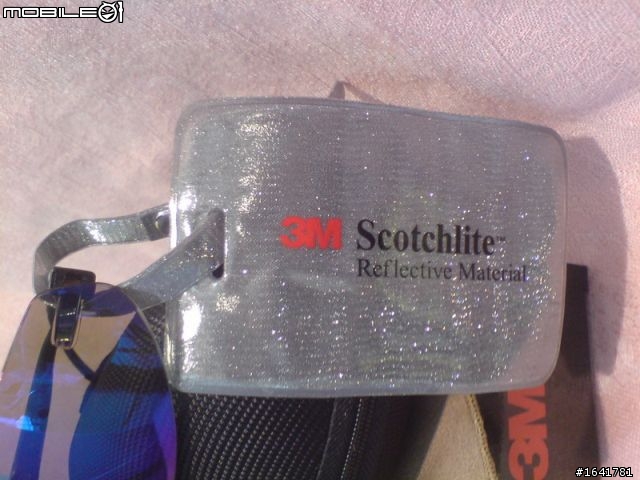 MOBILE01
3M Scotchlite™
Reflective Material
3M
#1641781